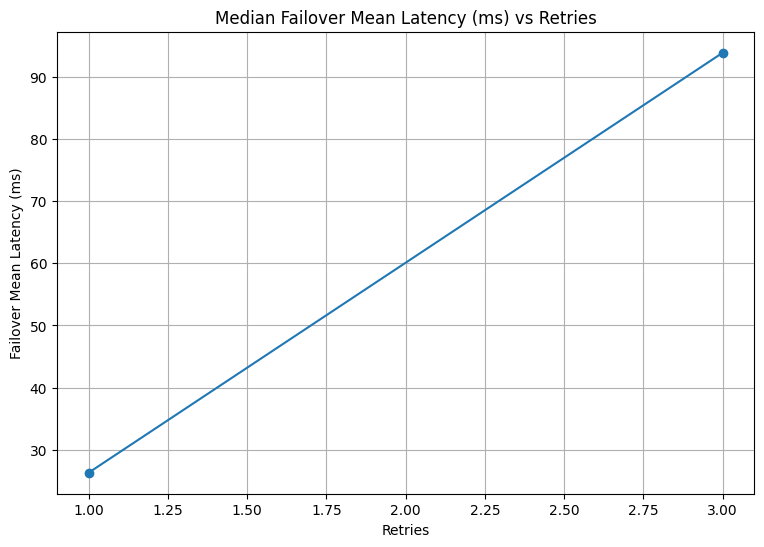 Median Failover Mean Latency (ms) vs Retries
90
80
70
60
50
40
30
Failover Mean Latency (ms)
1.00 1.25 1.50 1.75 2.00 2.25 2.50 2.75 3.00
Retries